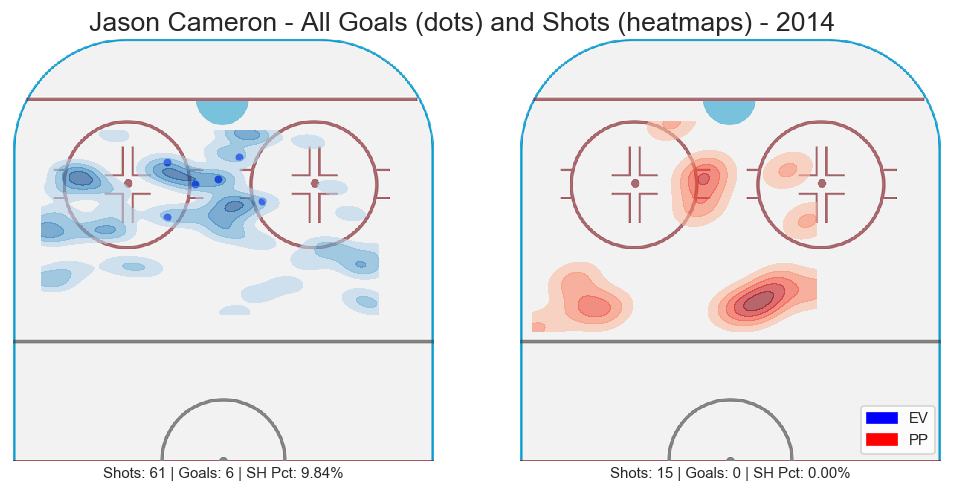 Jason Cameron - All Goals (dots) and Shots (heatmaps) - 2014
EV
PP
Shots: 61 | Goals: 6 | SH Pct: 9.84%
Shots: 15 | Goals: 0 | SH Pct: 0.00%